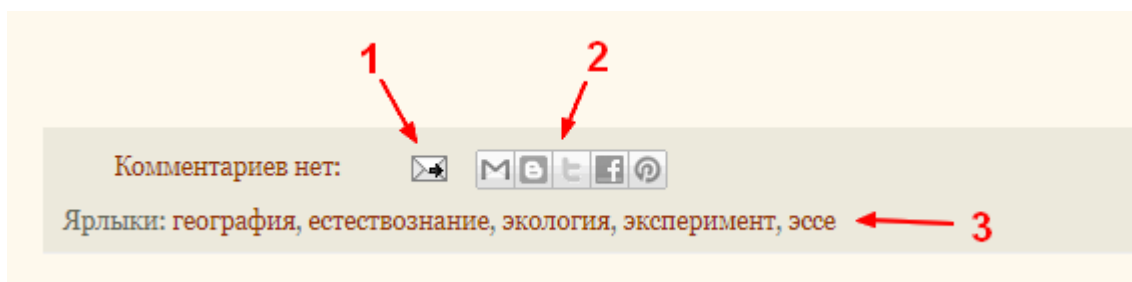 1 2
Комментариев нет:
Ярлыки: география, естествознание, экология, эксперимент, эссе 3